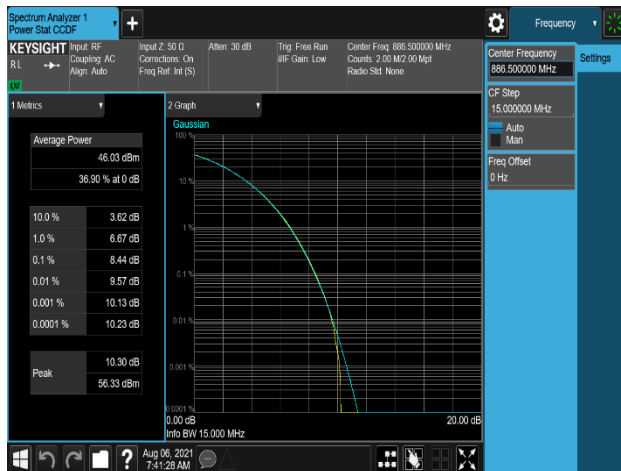 Spectrum Analyzer 1
Power Stat CCDF
Frequency
KEYSIGHT
RL
Input: RF
Coupling: AC
Align: Auto
Input Z: 50 Ω
Corrections: On
Freq Ref: Int (S)
Atten: 30 dB
Trig: Free Run
#IF Gain: Low
Center Freq: 886.500000 MHz
Counts: 2.00 M/2.00 Mpt
Radio Std: None
Center Frequency
886.500000 MHz
Settings
CF Step
15.000000 MHz
Auto
Man
Freq Offset
0 Hz
1 Metrics
Average Power
46.03 dBm
36.90 % at 0 dB
10.0 % 3.62 dB
1.0 % 6.67 dB
0.1 % 8.44 dB
0.01 % 9.57 dB
0.001 % 10.13 dB
0.0001 % 10.23 dB
Peak
10.30 dB
56.33 dBm
2 Graph
Gaussian
100 %
10 %
1 %
0.1 %
0.01 %
0.001 %
0.0001 %
0.00 dB 20.00 dB
Info BW 15.000 MHz
?
Aug 06, 2021
7:41:28 AM